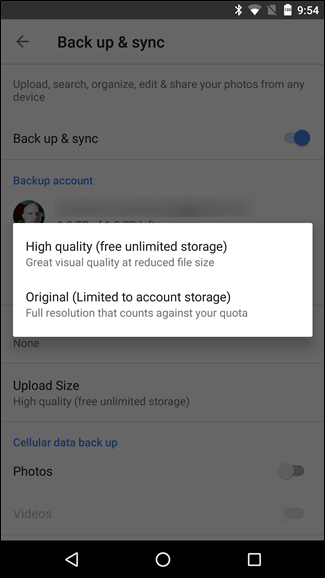 9:54
Back up & sync
Upload, search, organize, edit & share your photos from any
device
Back up & sync
Backup account
High quality (free unlimited storage)
Great visual quality at reduced file size
Original (Limited to account storage)
Full resolution that counts against your quota
None
Upload Size
High quality (free unlimited storage)
Cellular data back up
Photos
Videos